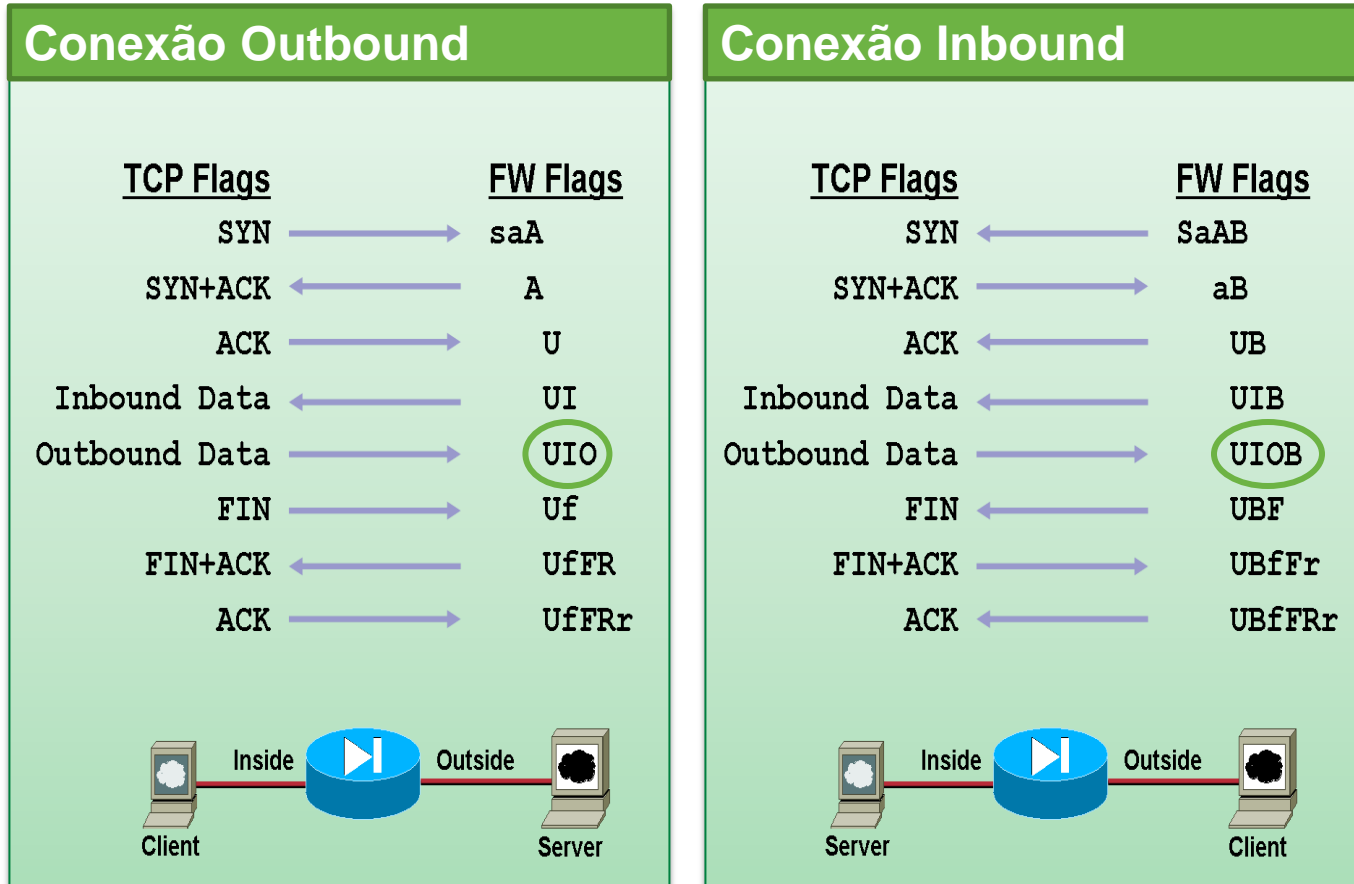 Conexão Outbound
TCP Flags FW Flags
SYN saA
SYN+ACK A
ACK U
Inbound Data UI
Outbound Data UIO
FIN Uf
FIN+ACK UfFR
ACK UfFRr
Inside Outside
Client Server
Conexão Inbound
TCP Flags FW Flags
SYN SaAB
SYN+ACK aB
ACK UB
Inbound Data UIB
Outbound Data UIOB
FIN UBF
FIN+ACK UBfFr
ACK UBfFRr
Inside Outside
Server Client